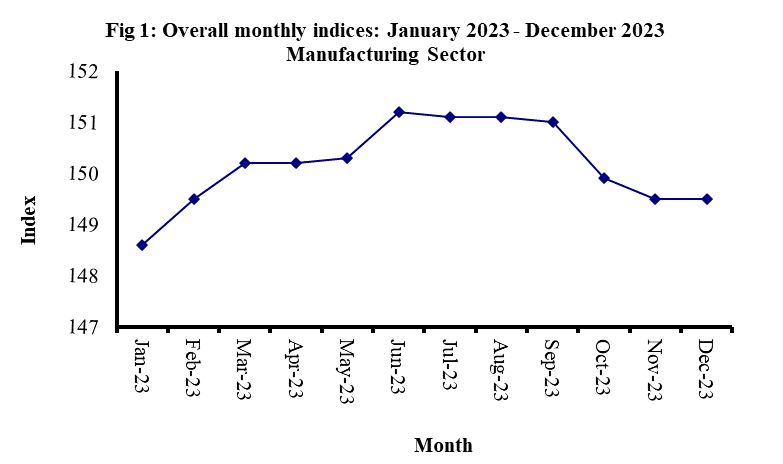 Fig 1: Overall monthly indices: January 2023 - December 2023
Manufacturing Sector
152
151
150
149
148
147
Index
Jan-23
Feb-23
Mar-23
Apr-23
May-23
Jun-23
Jul-23
Aug-23
Sep-23
Oct-23
Nov-23
Dec-23
Month